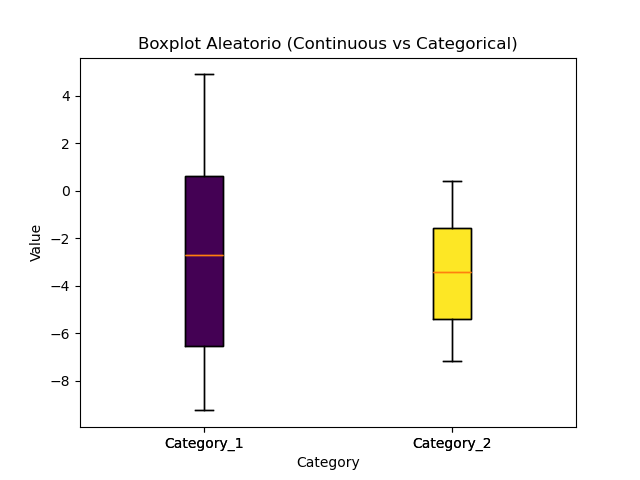 Boxplot Aleatorio (Continuous vs Categorical)
4
2
0
−2
−4
−6
−8
Value
Category_1
Category_2
Category